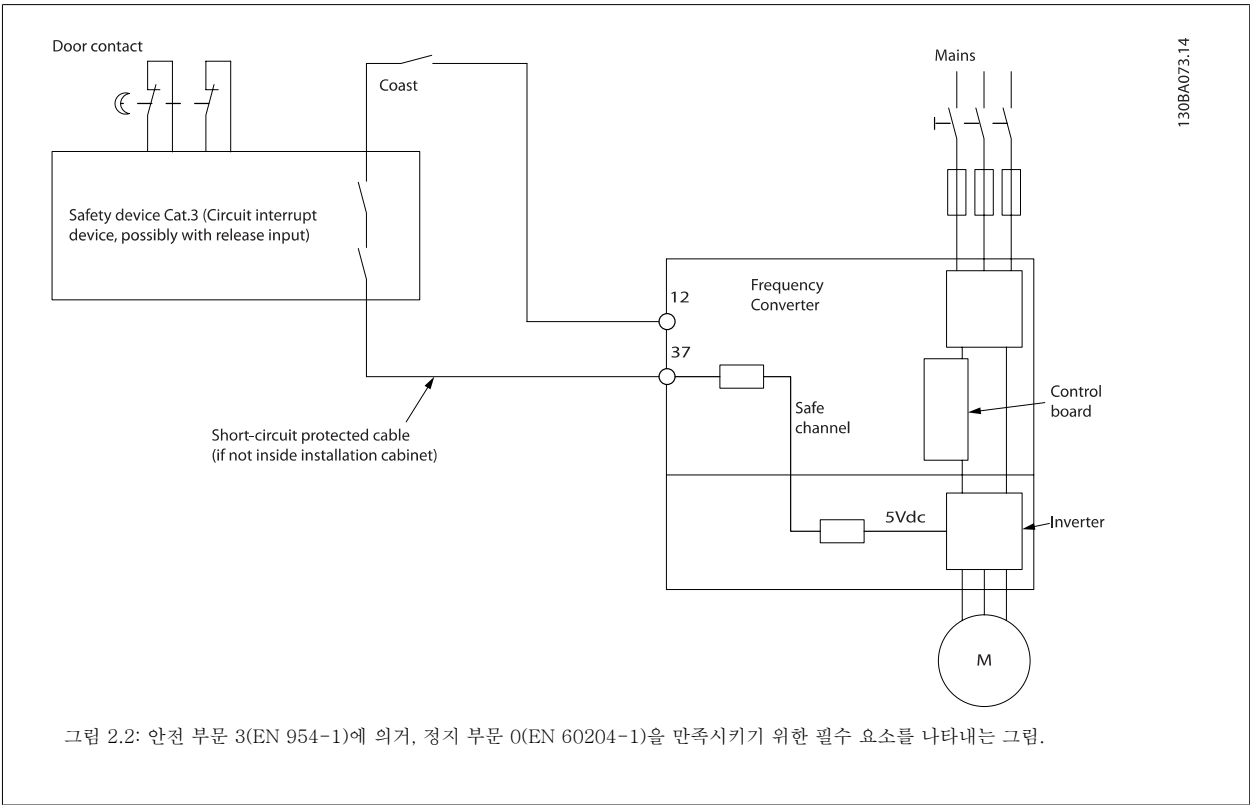 Door contact
Coast
Mains
130BA073.14
Safety device Cat.3 (Circuit interrupt
device, possibly with release input)
12
Frequency
Converter
37
Safe
channel
Control
board
Short-circuit protected cable
(if not inside installation cabinet)
5Vdc
Inverter
M
그림 2.2: 안전 부문 3(EN 954-1)에 의거, 정지 부문 0(EN 60204-1)을 만족시키기 위한 필수 요소를 나타내는 그림.